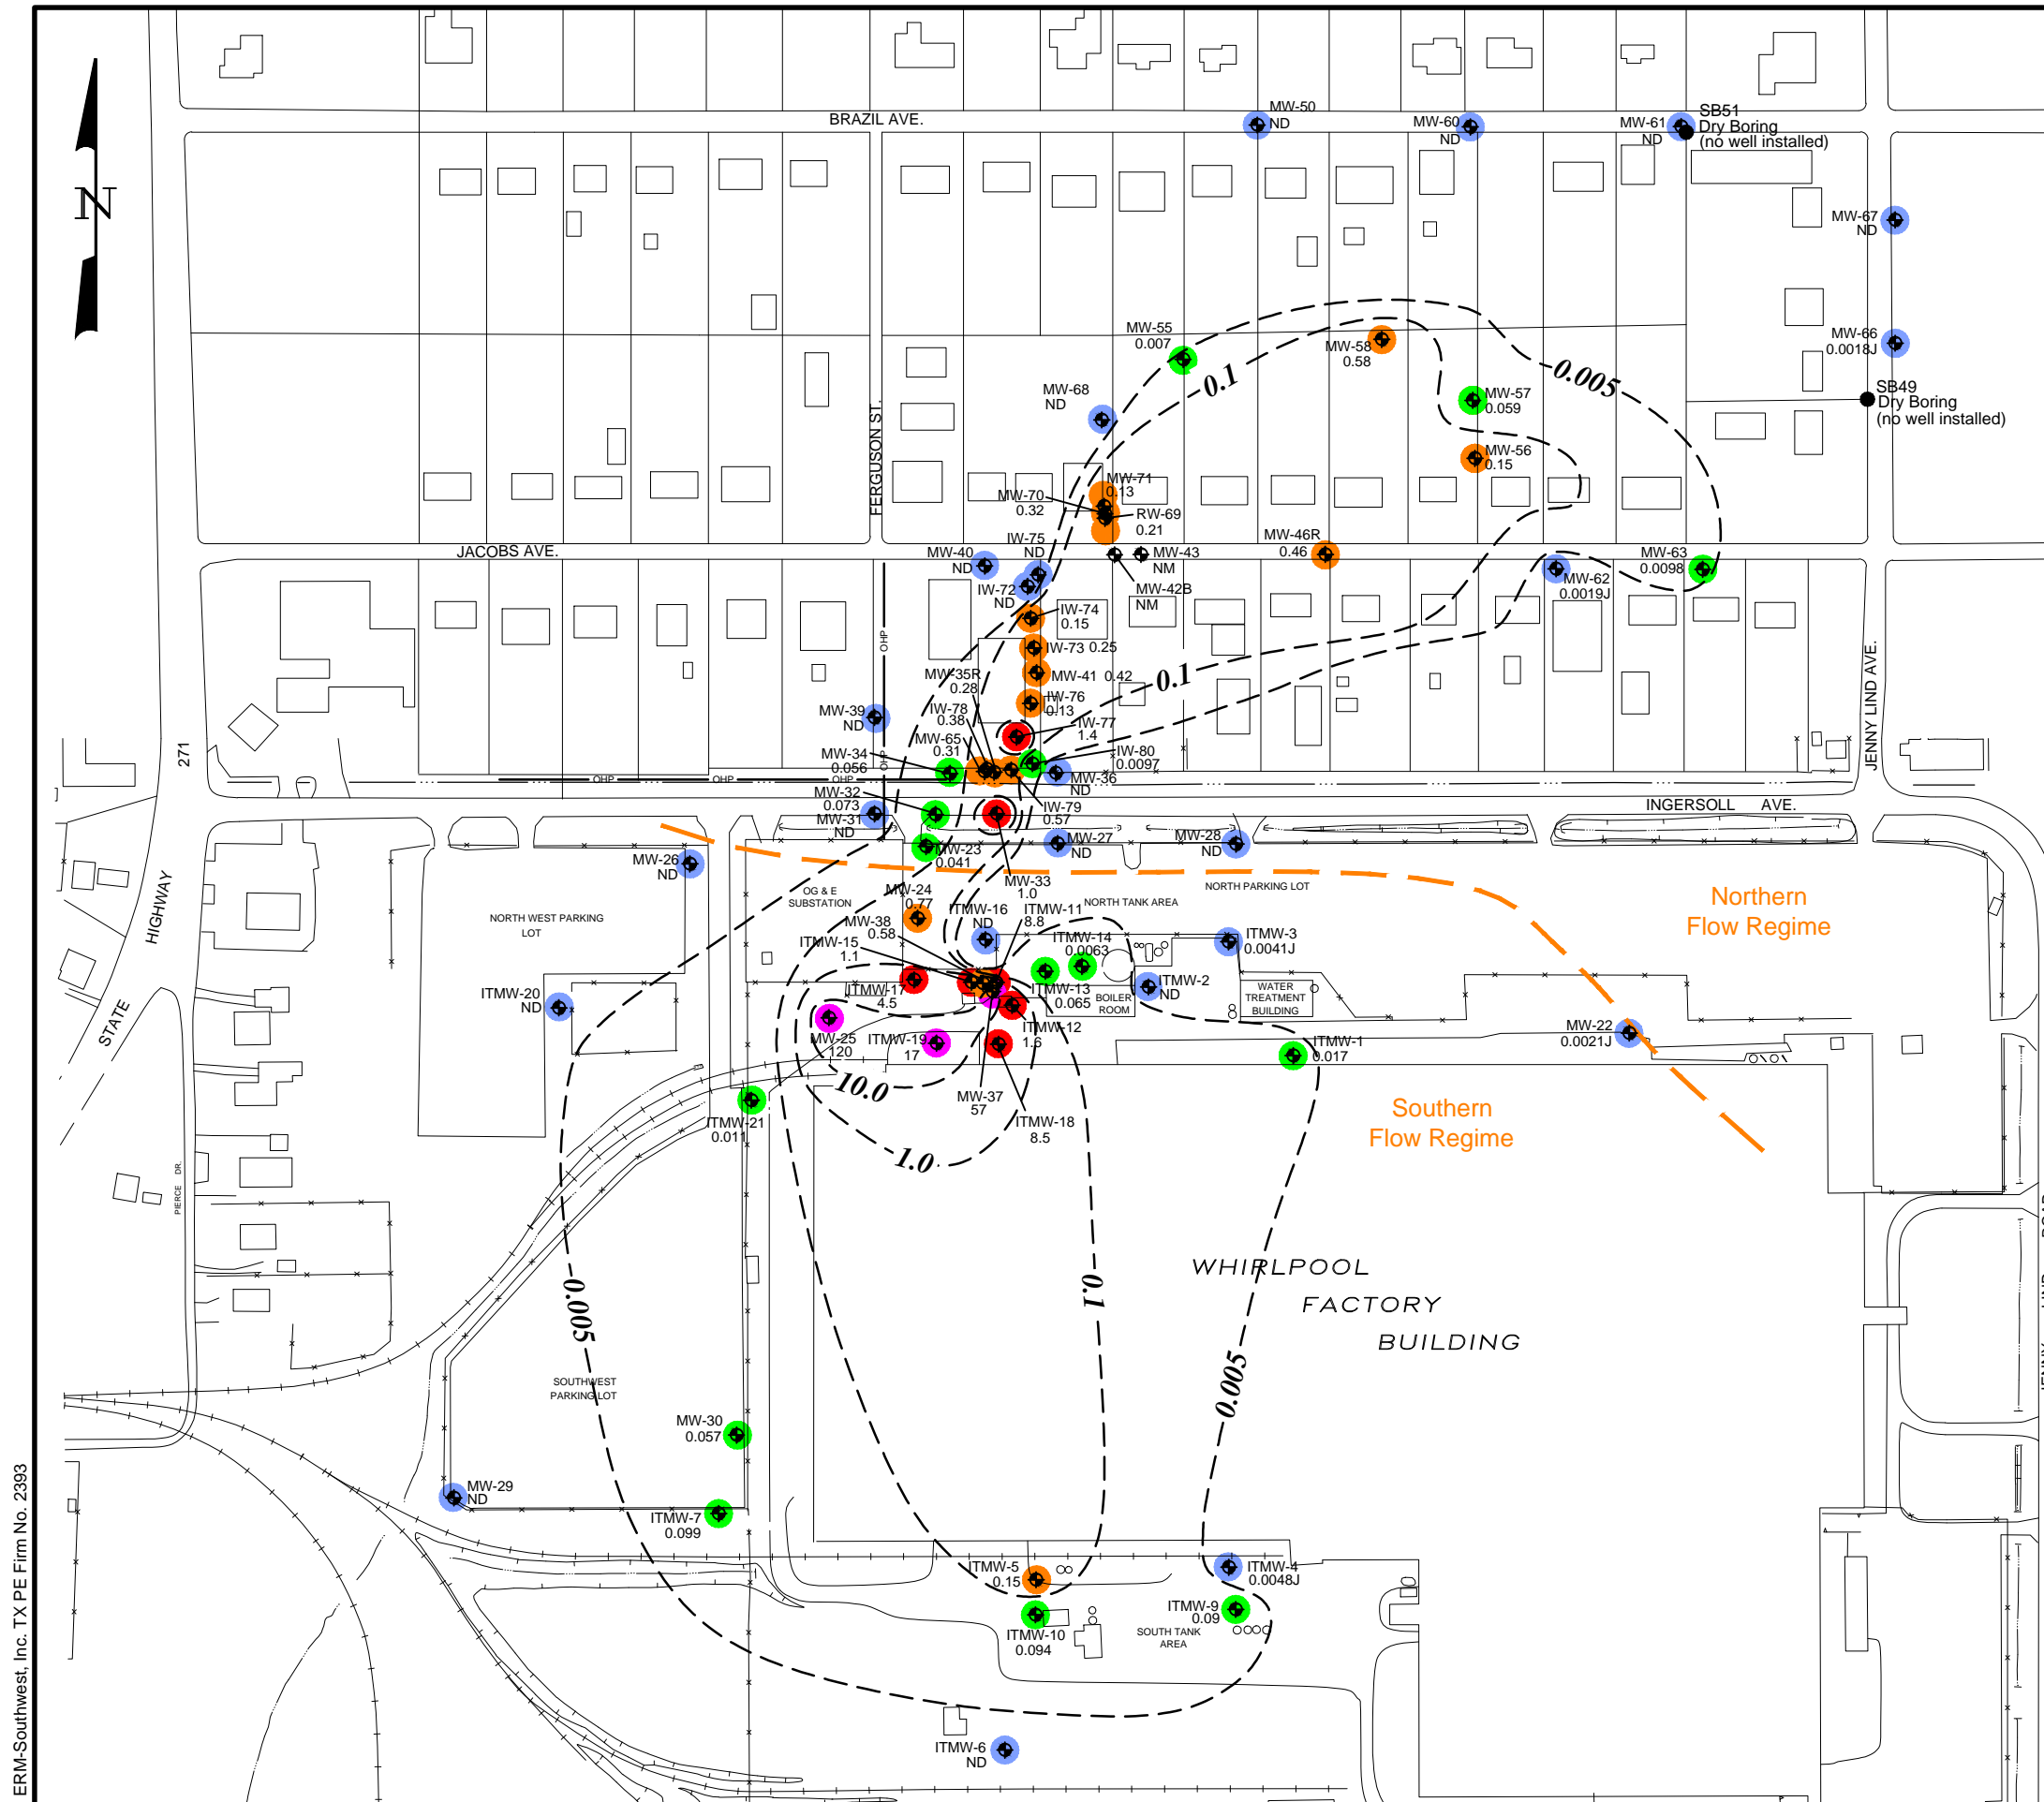 MW-50
ND
MW-60
ND
MW-61
ND
SB51
Dry Boring
(no well installed)
BRAZIL AVE.
N
MW-67
ND
MW-55
0.007
MW-58
0.58
MW-66
0.0018J
0.1
0.005
MW-57
0.059
SB49
Dry Boring
(no well installed)
MW-68
ND
FERGUSON ST.
MW-56
0.15
MW-71
0.13
MW-70
0.32
RW-69
0.21
IW-75
ND
MW-46R
0.46
JACOBS AVE.
MW-40
ND
MW-43
NM
MW-63
0.0098
MW-62
0.0019J
IW-72
ND
MW-42B
NM
IW-74
0.15
OHP
IW-73 0.25
MW-41 0.42
MW-35R
0.28
0.1
JENNY LIND AVE.
IW-76
0.13
MW-39
ND
IW-78
0.38
IW-77
1.4
271
MW-65
0.31
MW-34
0.056
IW-80
0.0097
OHP
OHP
OHP
OHP
MW-36
ND
MW-32
0.073
IW-79
0.57
INGERSOLL AVE.
MW-31
ND
MW-27
ND
MW-28
ND
MW-23
0.041
MW-26
ND
MW-33
1.0
HIGHWAY
STATE
OG & E
SUBSTATION
MW-24
0.77
NORTH PARKING LOT
Northern
Flow Regime
NORTH WEST PARKING
LOT
NORTH TANK AREA
MW-38
0.58
ITMW-16
ND
ITMW-11
8.8
ITMW-15
1.1
ITMW-14
0.0063
ITMW-3
0.0041J
ITMW-20
ND
ITMW-17
4.5
ITMW-13
0.065
ITMW-2
ND
BOILER
ROOM
WATER
TREATMENT
BUILDING
MW-25
120
ITMW-19
17
ITMW-12
1.6
ITMW-1
0.017
MW-22
0.0021J
10.0
MW-37
57
Southern
Flow Regime
ITMW-21
0.011
ITMW-18
8.5
1.0
PIERCE DR.
WHIRLPOOL
FACTORY
BUILDING
0.005
0.1
0.005
SOUTHWEST
PARKING LOT
MW-30
0.057
MW-29
ND
ITMW-7
0.099
ITMW-5
0.15
ITMW-4
0.0048J
ITMW-9
0.09
ITMW-10
0.094
SOUTH TANK
AREA
ITMW-6
ND
ERM-Southwest, Inc. TX PE Firm No. 2393